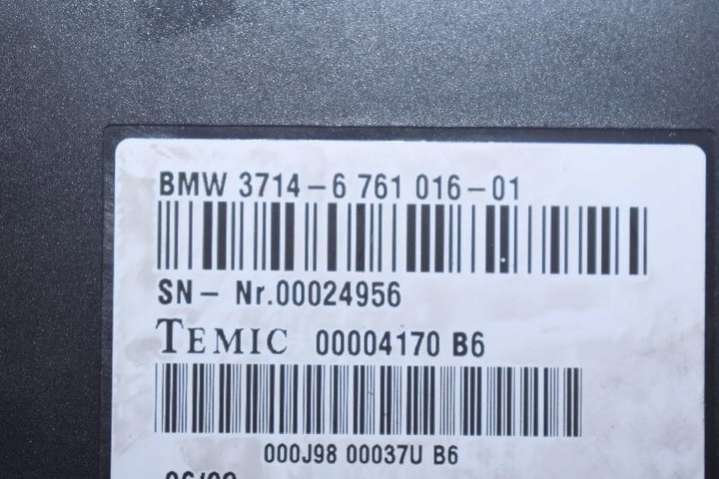 BMW 3714-6 761 016-01
SN- Nr.00024956
TEMIC 00004170 B6
000J98 00037U B6